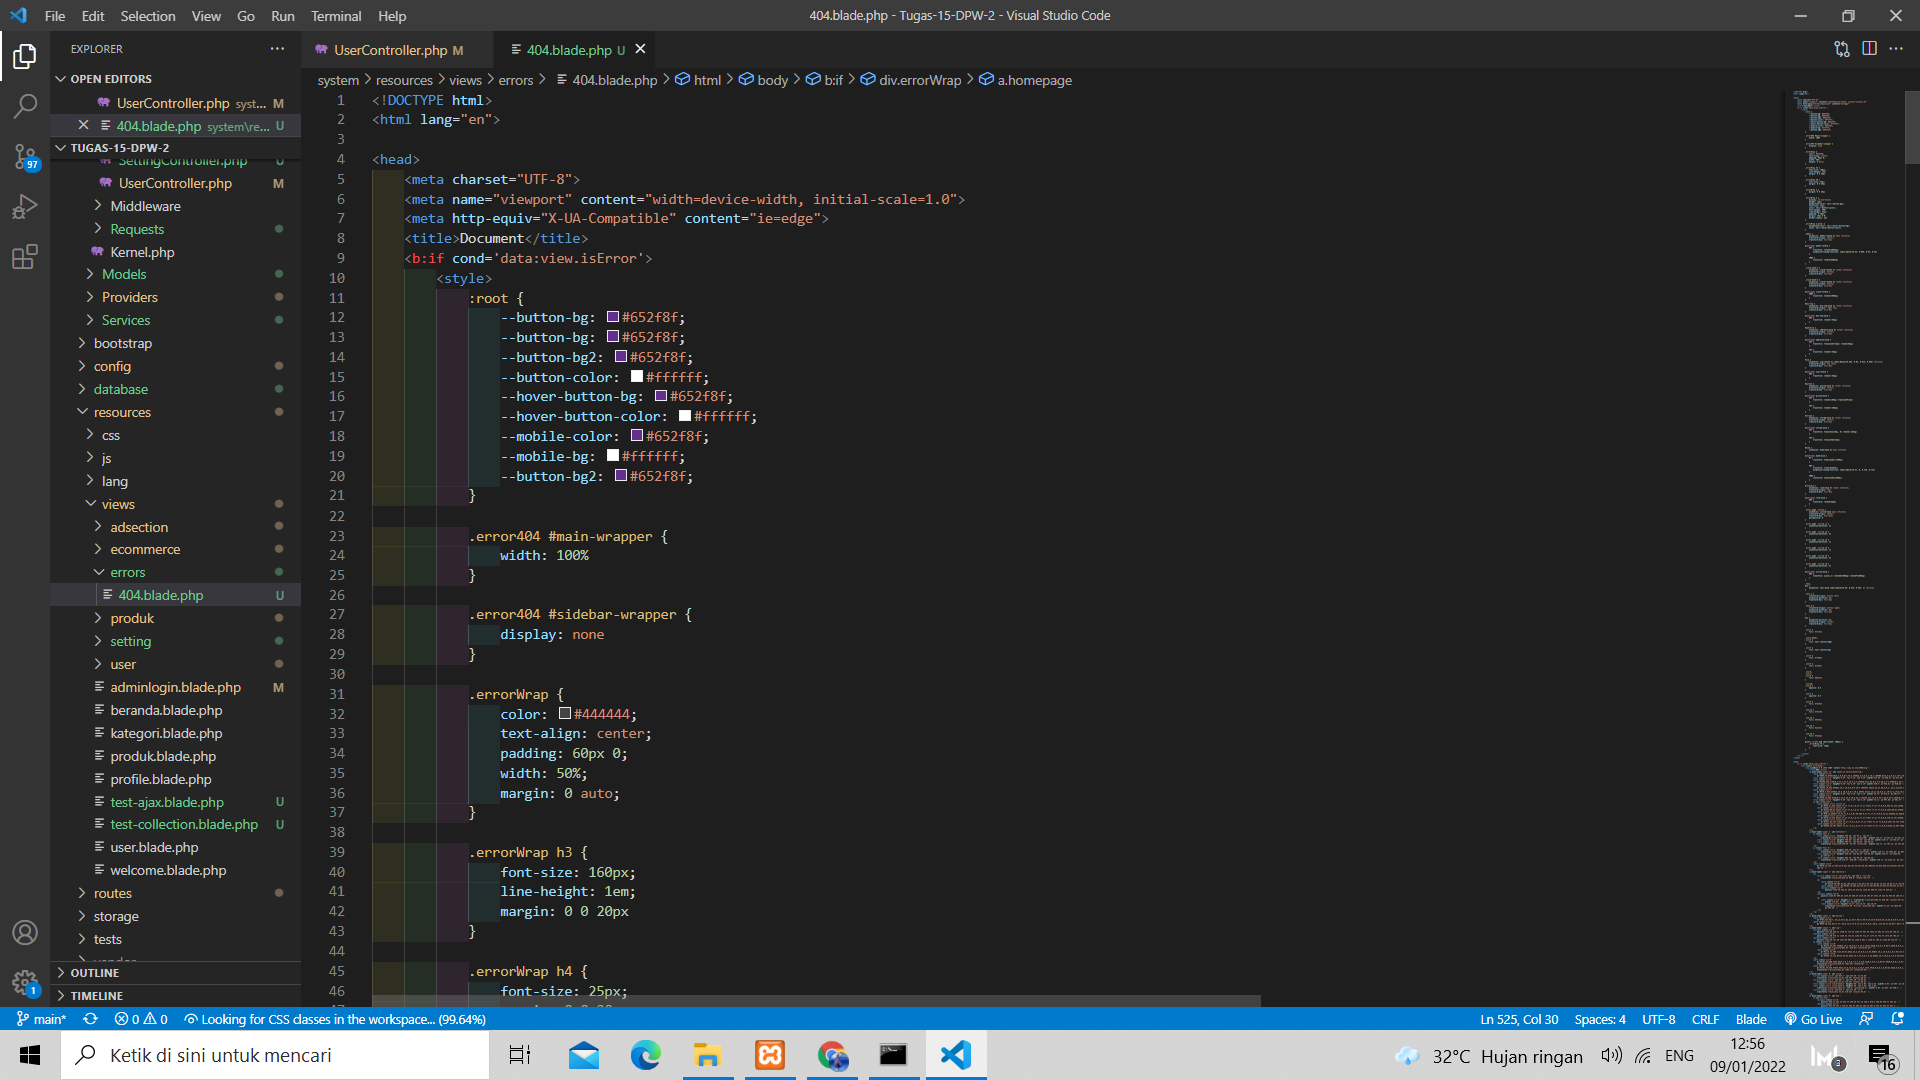 File Edit Selection View Go Run Terminal Help
404.blade.php - Tugas-15-DPW-2 - Visual Studio Code
EXPLORER
OPEN EDITORS
UserController.php syst... M
404.blade.php system\re... U
TUGAS-15-DPW-2
SettingController.php U
UserController.php M
Middleware
Requests
Kernel.php
Models
Providers
Services
bootstrap
config
database
resources
css
js
lang
views
adsection
ecommerce
errors
404.blade.php U
produk
setting
user
adminlogin.blade.php M
beranda.blade.php
kategori.blade.php
produk.blade.php
profile.blade.php
test-ajax.blade.php U
test-collection.blade.php U
user.blade.php
welcome.blade.php
routes
storage
tests
vendor
OUTLINE
TIMELINE
97
1
UserController.php M
404.blade.php U
system > resources > views > errors > 404.blade.php > html > body > b:if > div.errorWrap > a.homepage
1 <!DOCTYPE html>
2 <html lang="en">
3
4 <head>
5 <meta charset="UTF-8">
6 <meta name="viewport" content="width=device-width, initial-scale=1.0">
7 <meta http-equiv="X-UA-Compatible" content="ie=edge">
8 <title>Document</title>
9 <b:if cond='data:view.isError'>
10 <style>
11 :root {
12 --button-bg: #652f8f;
13 --button-bg: #652f8f;
14 --button-bg2: #652f8f;
15 --button-color: #ffffff;
16 --hover-button-bg: #652f8f;
17 --hover-button-color: #ffffff;
18 --mobile-color: #652f8f;
19 --mobile-bg: #ffffff;
20 --button-bg2: #652f8f;
21 }
22
23 .error404 #main-wrapper {
24 width: 100%
25 }
26
27 .error404 #sidebar-wrapper {
28 display: none
29 }
30
31 .errorWrap {
32 color: #444444;
33 text-align: center;
34 padding: 60px 0;
35 width: 50%;
36 margin: 0 auto;
37 }
38
39 .errorWrap h3 {
40 font-size: 160px;
41 line-height: 1em;
42 margin: 0 0 20px
43 }
44
45 .errorWrap h4 {
46 font-size: 25px;
main* 0 0 Looking for CSS classes in the workspace... (99.64%)
Ln 525, Col 30 Spaces: 4 UTF-8 CRLF Blade Go Live
Ketik di sini untuk mencari
32°C Hujan ringan
ENG
12:56
09/01/2022
3
16